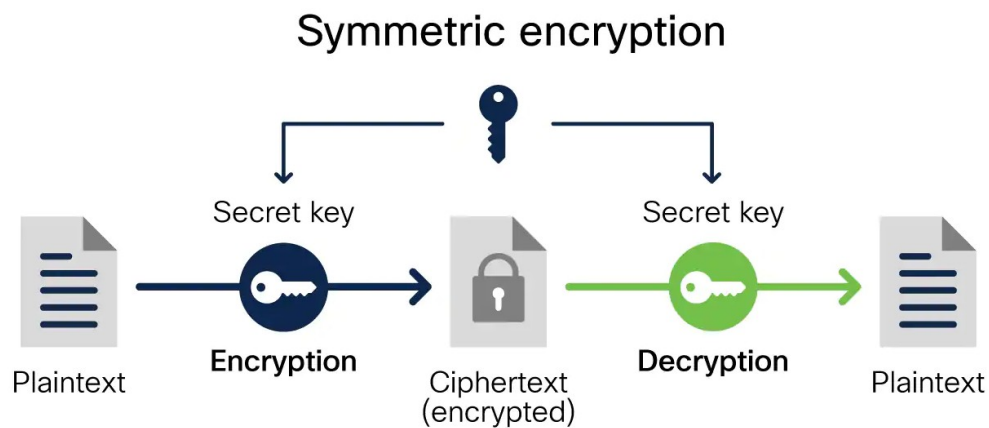 Symmetric encryption
Secret key
Secret key
Encryption
Decryption
Plaintext
Ciphertext
(encrypted)
Plaintext